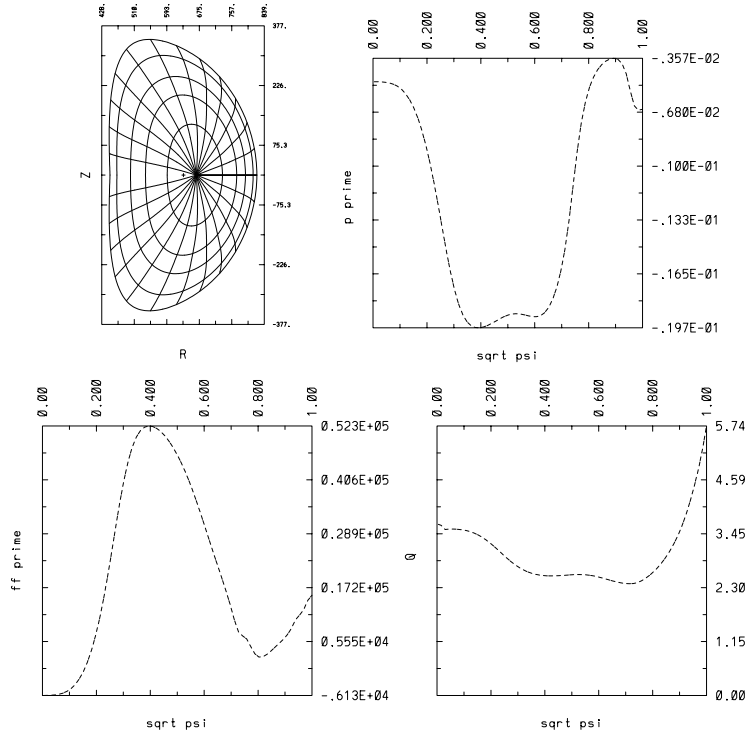 420. 510. 593. 675. 757. 839.
377.
226.
75.3
-75.3
-226.
-377.
Z
R
0.00 0.200 0.400 0.600 0.800 1.00
-.357E-02
-.680E-02
-.100E-01
-.133E-01
-.165E-01
-.197E-01
p prime
sqrt psi
0.00 0.200 0.400 0.600 0.800 1.00
0.523E+05
0.406E+05
0.289E+05
0.172E+05
0.555E+04
-.613E+04
ff prime
sqrt psi
0.00 0.200 0.400 0.600 0.800 1.00
5.74
4.59
3.45
2.30
1.15
0.00
Q
sqrt psi